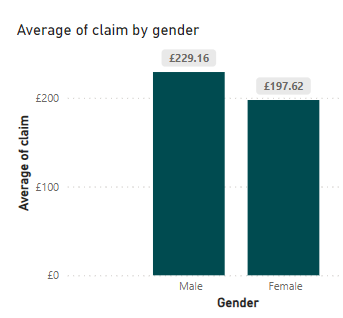 Average of claim by gender
£229.16
£197.62
£200
£100
£0
Average of claim
Male
Female
Gender